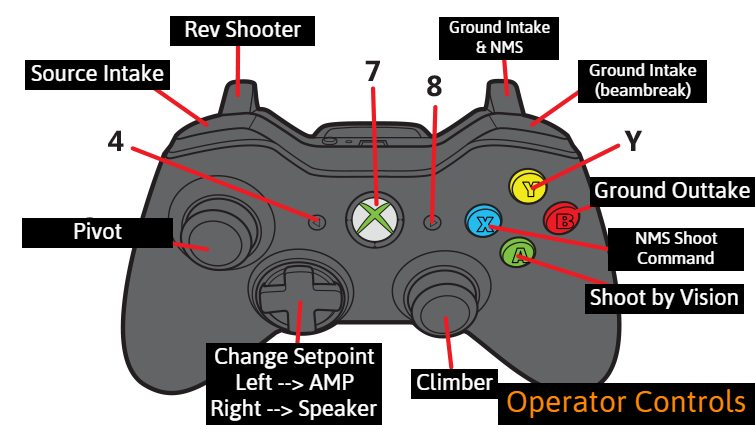 Rev Shooter
Ground Intake
& NMS
Source Intake
7
8
Ground Intake
(beambreak)
4
Y
Y
Ground Outtake
B
X
Pivot
NMS Shoot
Command
A
Shoot by Vision
Change Setpoint
Left --> AMP
Right --> Speaker
Climber
Operator Controls